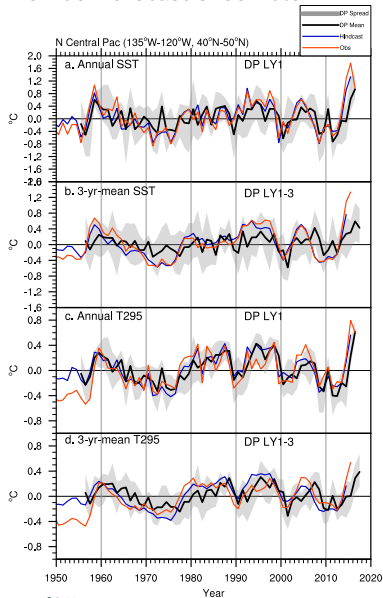 DP Spread
DP Mean
Hindcast
Obs
N Central Pac (135°W-120°W, 40°N-50°N)
a. Annual SST DP LY1
2.0
1.6
1.2
0.8
0.4
0.0
-0.4
-0.8
-1.2
-1.6
°C
b. 3-yr-mean SST DP LY1-3
1.6
1.2
0.8
0.4
0.0
-0.4
-0.8
-1.2
-1.6
°C
c. Annual T295 DP LY1
0.8
0.4
0.0
-0.4
-0.8
°C
d. 3-yr-mean T295 DP LY1-3
0.4
0.0
-0.4
-0.8
°C
1950 1960 1970 1980 1990 2000 2010 2020
Year